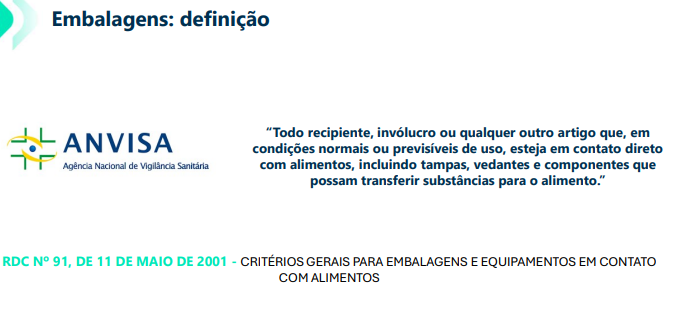 Embalagens: definição
ANVISA
Agência Nacional de Vigilância Sanitária
“Todo recipiente, invólucro ou qualquer outro artigo que, em
condições normais ou previsíveis de uso, esteja em contato direto
com alimentos, incluindo tampas, vedantes e componentes que
possam transferir substâncias para o alimento.”
RDC Nº 91, DE 11 DE MAIO DE 2001 - CRITÉRIOS GERAIS PARA EMBALAGENS E EQUIPAMENTOS EM CONTATO
COM ALIMENTOS